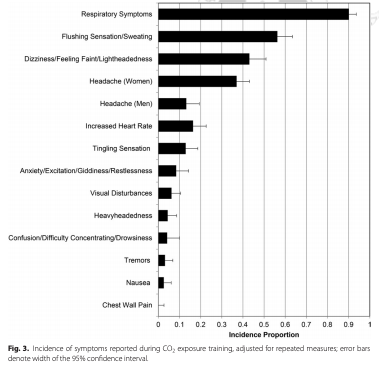 Respiratory Symptoms
Flushing Sensation/Sweating
Dizziness/Feeling Faint/Lightheadedness
Headache (Women)
Headache (Men)
Increased Heart Rate
Tingling Sensation
Anxiety/Excitation/Giddiness/Restlessness
Visual Disturbances
Heavyheadedness
Confusion/Difficulty Concentrating/Drowsiness
Tremors
Nausea
Chest Wall Pain
0 0.1 0.2 0.3 0.4 0.5 0.6 0.7 0.8 0.9 1
Incidence Proportion
Fig. 3. Incidence of symptoms reported during CO₂ exposure training, adjusted for repeated measures; error bars
denote width of the 95% confidence interval.